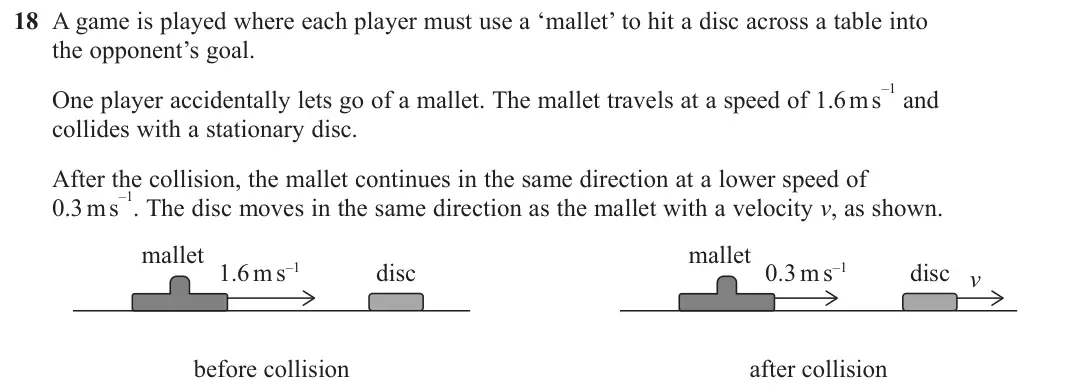 18 A game is played where each player must use a ‘mallet’ to hit a disc across a table into
the opponent’s goal.
One player accidentally lets go of a mallet. The mallet travels at a speed of 1.6 m s⁻¹ and
collides with a stationary disc.
After the collision, the mallet continues in the same direction at a lower speed of
0.3 m s⁻¹. The disc moves in the same direction as the mallet with a velocity v, as shown.
mallet
1.6 m s⁻¹
disc
before collision
mallet
0.3 m s⁻¹
disc
v
after collision